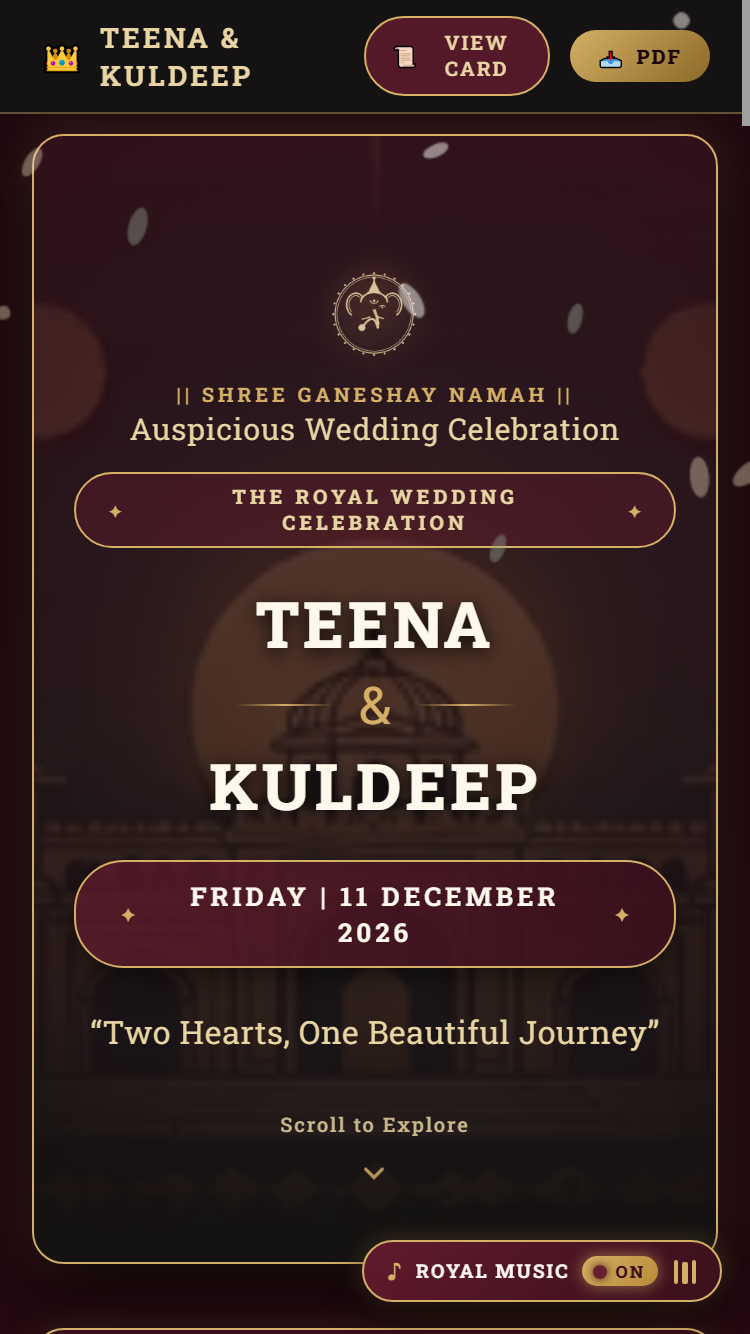 TEENA &
KULDEEP
VIEW
CARD
PDF
|| SHREE GANESHAY NAMAH ||
Auspicious Wedding Celebration
THE ROYAL WEDDING
CELEBRATION
TEENA
&
KULDEEP
FRIDAY | 11 DECEMBER
2026
“Two Hearts, One Beautiful Journey”
Scroll to Explore
ROYAL MUSIC ON